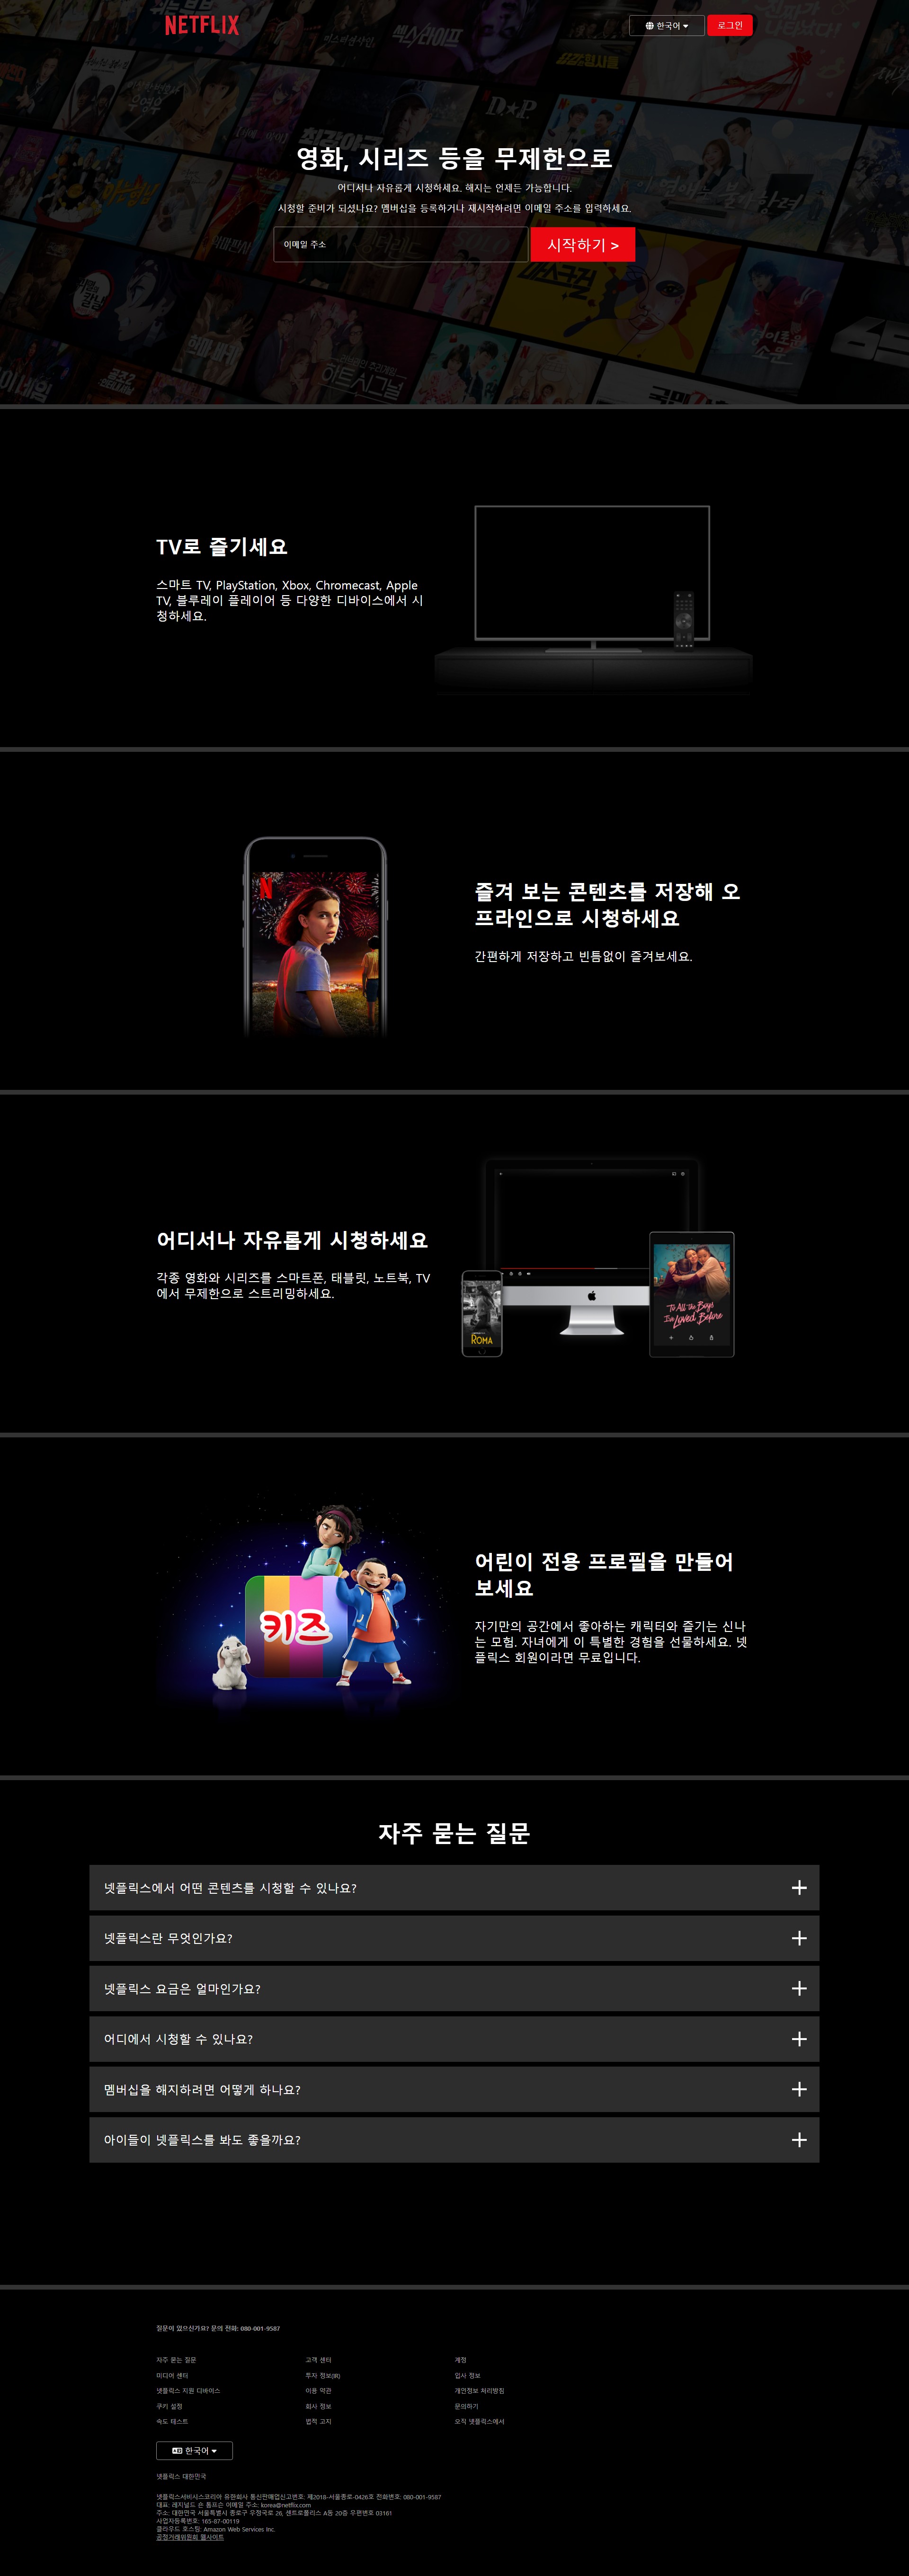 NETFLIX
한국어
로그인
영화, 시리즈 등을 무제한으로
어디서나 자유롭게 시청하세요. 해지는 언제든 가능합니다.
시청할 준비가 되셨나요? 멤버십을 등록하거나 재시작하려면 이메일 주소를 입력하세요.
이메일 주소
시작하기 >
D.P.
TV로 즐기세요
스마트 TV, PlayStation, Xbox, Chromecast, Apple
TV, 블루레이 플레이어 등 다양한 디바이스에서 시
청하세요.
N
즐겨 보는 콘텐츠를 저장해 오
프라인으로 시청하세요
간편하게 저장하고 빈틈없이 즐겨보세요.
어디서나 자유롭게 시청하세요
각종 영화와 시리즈를 스마트폰, 태블릿, 노트북, TV
에서 무제한으로 스트리밍하세요.
ROMA
To All the Boys
I've Loved Before
키즈
어린이 전용 프로필을 만들어
보세요
자기만의 공간에서 좋아하는 캐릭터와 즐기는 신나
는 모험. 자녀에게 이 특별한 경험을 선물하세요. 넷
플릭스 회원이라면 무료입니다.
자주 묻는 질문
넷플릭스에서 어떤 콘텐츠를 시청할 수 있나요?
넷플릭스란 무엇인가요?
넷플릭스 요금은 얼마인가요?
어디에서 시청할 수 있나요?
멤버십을 해지하려면 어떻게 하나요?
아이들이 넷플릭스를 봐도 좋을까요?
질문이 있으신가요? 문의 전화: 080-001-9587
자주 묻는 질문 고객 센터 계정
미디어 센터 투자 정보(IR) 입사 정보
넷플릭스 지원 디바이스 이용 약관 개인정보 처리방침
쿠키 설정 회사 정보 문의하기
속도 테스트 법적 고지 오직 넷플릭스에서
한국어
넷플릭스 대한민국
넷플릭스서비시스코리아 유한회사 통신판매업신고번호: 제2018-서울종로-0426호 전화번호: 080-001-9587
대표: 레지널드 숀 톰프슨 이메일 주소: korea@netflix.com
주소: 대한민국 서울특별시 종로구 우정국로 26, 센트로폴리스 A동 20층 우편번호 03161
사업자등록번호: 165-87-00119
클라우드 호스팅: Amazon Web Services Inc.
공정거래위원회 웹사이트